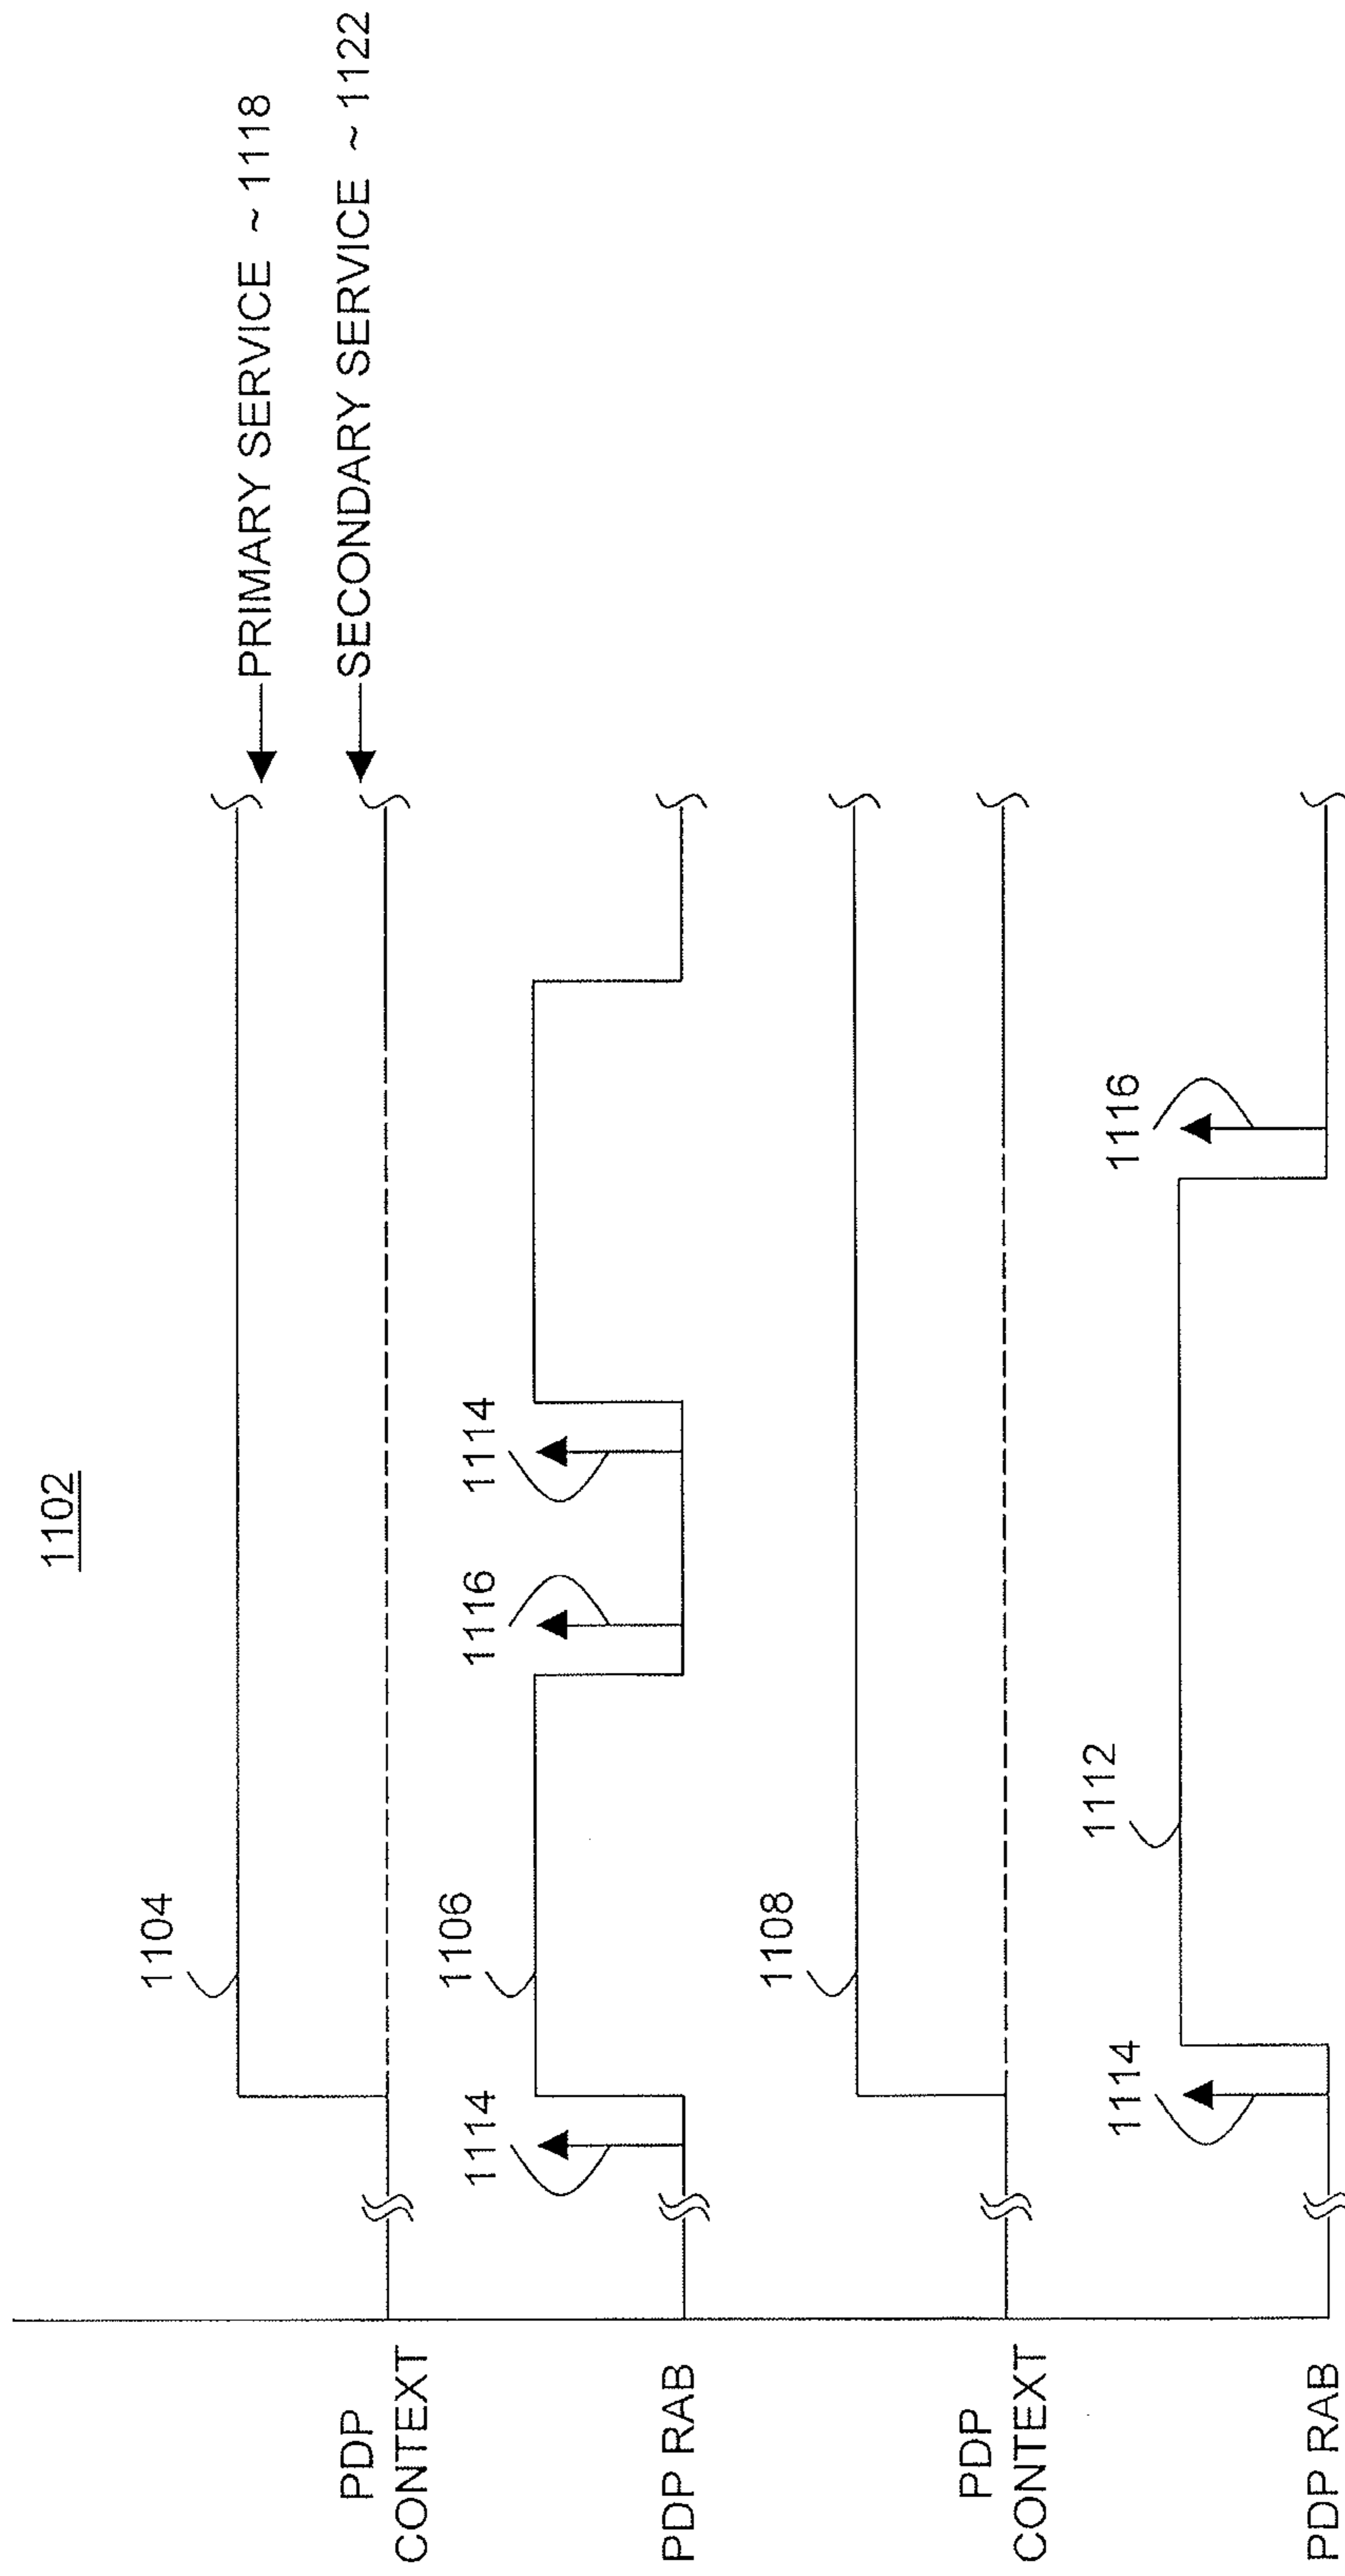 1102
PRIMARY SERVICE ~ 1118
SECONDARY SERVICE ~ 1122
1104
PDP
CONTEXT
1114
1106
1116
1114
PDP RAB
1108
PDP
CONTEXT
1114
1112
1116
PDP RAB